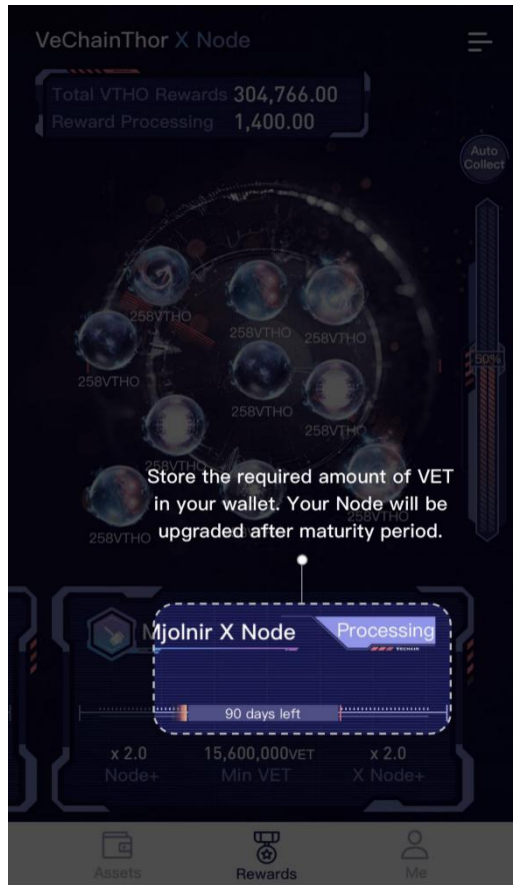 VeChainThor X Node
Total VTHO Rewards 304,766.00
Reward Processing 1,400.00
Auto
Collect
258VTHO
258VTHO
258VTHO
258VTHO
50%
258VTHO
258VTHO
258VTHO
Store the required amount of VET
in your wallet. Your Node will be
upgraded after maturity period.
258VTHO
258VTHO
258VTHO
Mjolnir X Node
Processing
90 days left
x 2.0
15,600,000VET
x 2.0
Node+
Min VET
X Node+
Assets
Rewards
Me